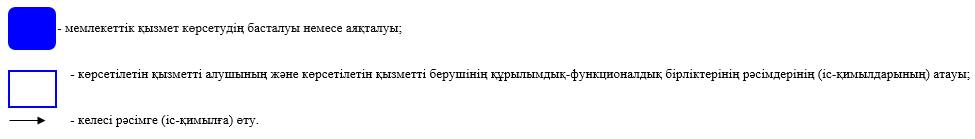 - мемлекеттік қызмет көрсетудің басталуы немесе аяқталуы;
- көрсетілетін қызметті алушының және көрсетілетін қызметті берушінің құрылымдық-функционалдық бірліктерінің рәсімдерінің (іс-қимылдарының) атауы;
- келесі рәсімге (іс-қимылға) өту.